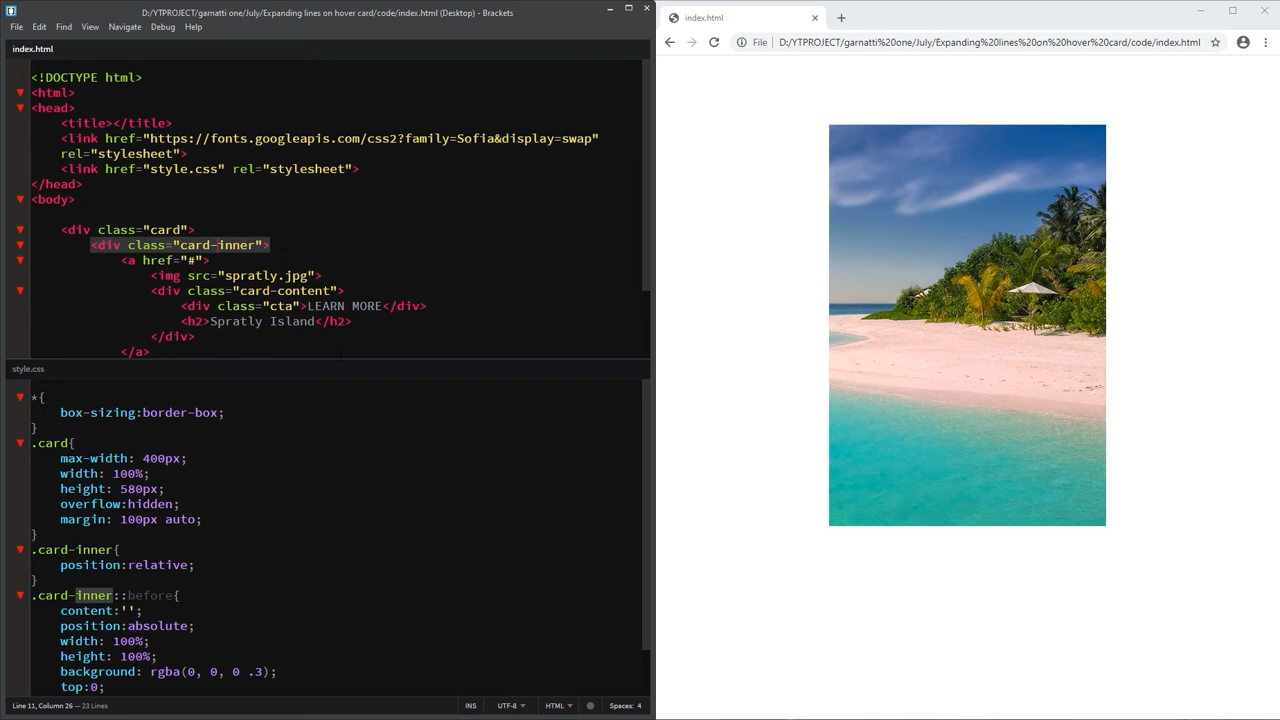 D:/YTPROJECT/garnatti one/July/Expanding lines on hover card/code/index.html (Desktop) - Brackets
File Edit View Navigate Debug Help
index.html
<!DOCTYPE html>
<html>
<head>
<title></title>
<link href="https://fonts.googleapis.com/css2?family=Sofia&display=swap"
rel="stylesheet">
<link href="style.css" rel="stylesheet">
</head>
<body>
<div class="card">
<div class="card-inner">
<a href="#">
<img src="spratly.jpg">
<div class="card-content">
<div class="cta">LEARN MORE</div>
<h2>Spratly Island</h2>
</div>
</a>
style.css
*{
box-sizing:border-box;
}
.card{
max-width: 400px;
width: 100%;
height: 580px;
overflow:hidden;
margin: 100px auto;
}
.card-inner{
position:relative;
}
.card-inner::before{
content:'';
position:absolute;
width: 100%;
height: 100%;
background: rgba(0, 0, 0 .3);
top:0;
Line 11, Column 26 — 23 Lines
INS UTF-8 HTML Spaces: 4
index.html
File D:/YTPROJECT/garnatti%20one/July/Expanding%20lines%20on%20hover%20card/code/index.html